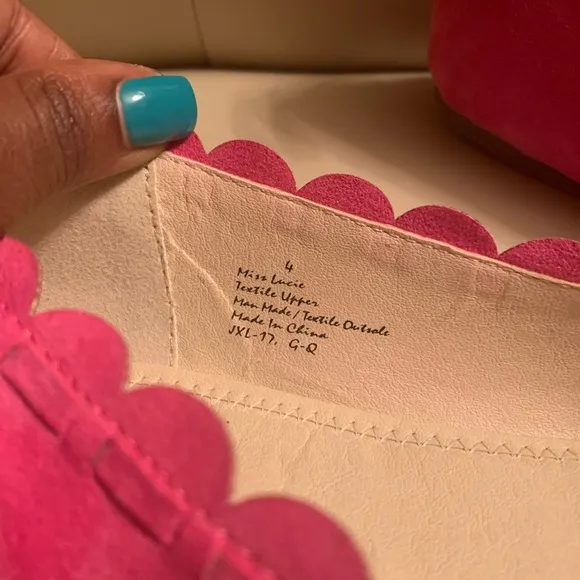 4
Miss Lucie
Textile Upper
Man Made/Textile Outsole
Made In China
JXL-17, G-Q